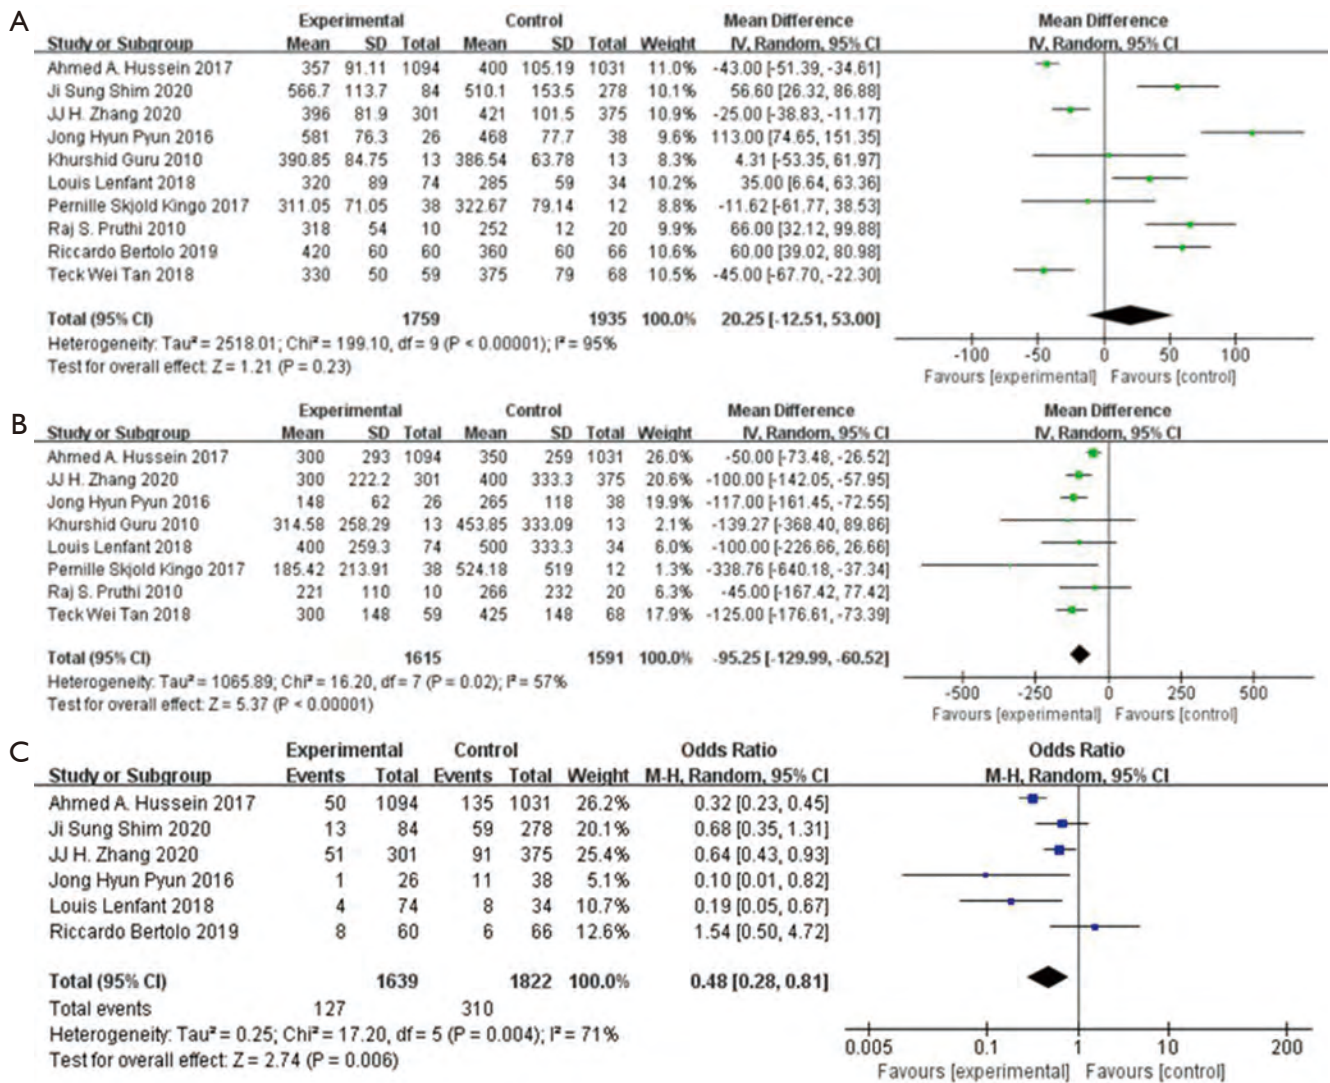 A
Experimental Control Mean Difference Mean Difference
Study or Subgroup Mean SD Total Mean SD Total Weight IV, Random, 95% CI IV, Random, 95% CI
Ahmed A. Hussein 2017 357 91.11 1094 400 105.19 1031 11.0% -43.00 [-51.39, -34.61]
Ji Sung Shim 2020 566.7 113.7 84 510.1 153.5 278 10.1% 56.60 [26.32, 86.88]
JJ H. Zhang 2020 396 81.9 301 421 101.5 375 10.9% -25.00 [-38.83, -11.17]
Jong Hyun Pyun 2016 581 76.3 26 468 77.7 38 9.6% 113.00 [74.65, 151.35]
Khurshid Guru 2010 390.85 84.75 13 386.54 63.78 13 8.3% 4.31 [-53.35, 61.97]
Louis Lenfant 2018 320 89 74 285 59 34 10.2% 35.00 [6.64, 63.36]
Pernille Skjold Kingo 2017 311.05 71.05 38 322.67 79.14 12 8.8% -11.62 [-61.77, 38.53]
Raj S. Pruthi 2010 318 54 10 252 12 20 9.9% 66.00 [32.12, 99.88]
Riccardo Bertolo 2019 420 60 60 360 60 66 10.6% 60.00 [39.02, 80.98]
Teck Wei Tan 2018 330 50 59 375 79 68 10.5% -45.00 [-67.70, -22.30]
Total (95% CI) 1759 1935 100.0% 20.25 [-12.51, 53.00]
Heterogeneity: Tau² = 2518.01; Chi² = 199.10, df = 9 (P < 0.00001); I² = 95%
Test for overall effect: Z = 1.21 (P = 0.23)
-100 -50 0 50 100
Favours [experimental] Favours [control]
B
Experimental Control Mean Difference Mean Difference
Study or Subgroup Mean SD Total Mean SD Total Weight IV, Random, 95% CI IV, Random, 95% CI
Ahmed A. Hussein 2017 300 293 1094 350 259 1031 26.0% -50.00 [-73.48, -26.52]
JJ H. Zhang 2020 300 222.2 301 400 333.3 375 20.6% -100.00 [-142.05, -57.95]
Jong Hyun Pyun 2016 148 62 26 265 118 38 19.9% -117.00 [-161.45, -72.55]
Khurshid Guru 2010 314.58 258.29 13 453.85 333.09 13 2.1% -139.27 [-368.40, 89.86]
Louis Lenfant 2018 400 259.3 74 500 333.3 34 6.0% -100.00 [-226.66, 26.66]
Pernille Skjold Kingo 2017 185.42 213.91 38 524.18 519 12 1.3% -338.76 [-640.18, -37.34]
Raj S. Pruthi 2010 221 110 10 266 232 20 6.3% -45.00 [-167.42, 77.42]
Teck Wei Tan 2018 300 148 59 425 148 68 17.9% -125.00 [-176.61, -73.39]
Total (95% CI) 1615 1591 100.0% -95.25 [-129.99, -60.52]
Heterogeneity: Tau² = 1065.89; Chi² = 16.20, df = 7 (P = 0.02); I² = 57%
Test for overall effect: Z = 5.37 (P < 0.00001)
-500 -250 0 250 500
Favours [experimental] Favours [control]
C
Experimental Control Odds Ratio Odds Ratio
Study or Subgroup Events Total Events Total Weight M-H, Random, 95% CI M-H, Random, 95% CI
Ahmed A. Hussein 2017 50 1094 135 1031 26.2% 0.32 [0.23, 0.45]
Ji Sung Shim 2020 13 84 59 278 20.1% 0.68 [0.35, 1.31]
JJ H. Zhang 2020 51 301 91 375 25.4% 0.64 [0.43, 0.93]
Jong Hyun Pyun 2016 1 26 11 38 5.1% 0.10 [0.01, 0.82]
Louis Lenfant 2018 4 74 8 34 10.7% 0.19 [0.05, 0.67]
Riccardo Bertolo 2019 8 60 6 66 12.6% 1.54 [0.50, 4.72]
Total (95% CI) 1639 1822 100.0% 0.48 [0.28, 0.81]
Total events 127 310
Heterogeneity: Tau² = 0.25; Chi² = 17.20, df = 5 (P = 0.004); I² = 71%
Test for overall effect: Z = 2.74 (P = 0.006)
0.005 0.1 1 10 200
Favours [experimental] Favours [control]